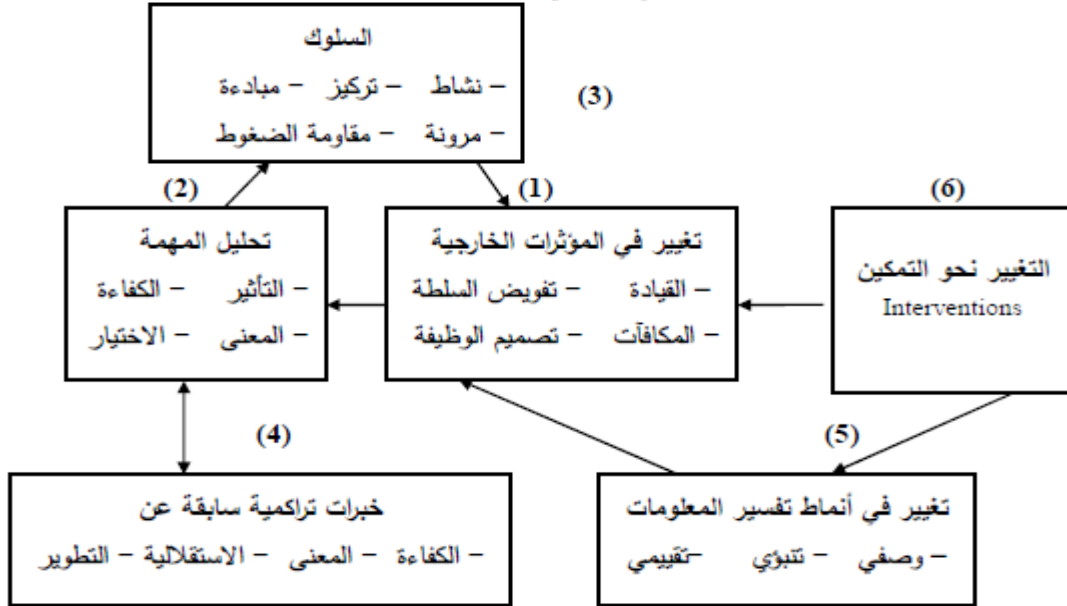 السلوك
– نشاط – تركيز – مبادءة
– مرونة – مقاومة الضغوط
(3)
(2)
(1)
(6)
تحليل المهمة
– التأثير – الكفاءة
– المعنى – الاختيار
تغيير في المؤثرات الخارجية
– القيادة – تفويض السلطة
– المكافآت – تصميم الوظيفة
التغيير نحو التمكين
Interventions
(4)
(5)
خبرات تراكمية سابقة عن
– الكفاءة – المعنى – الاستقلالية – التطوير
تغيير في أنماط تفسير المعلومات
– وصفي – تنبؤي –تقييمي